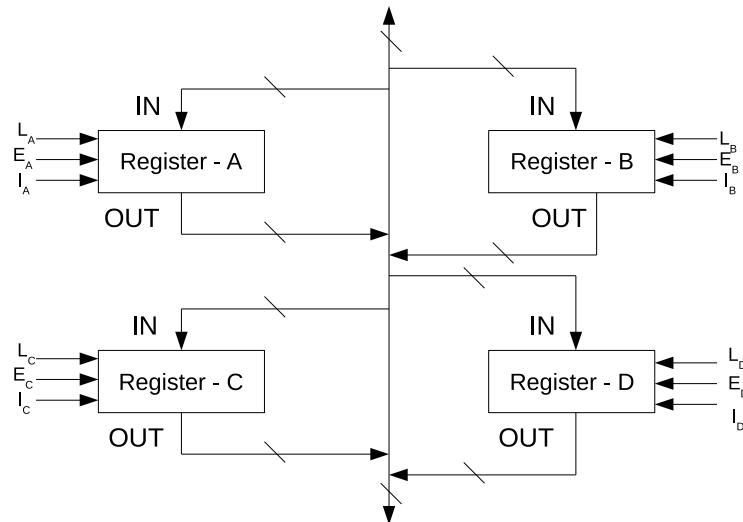 IN
IN
L_A
E_A
I_A
Register - A
Register - B
L_B
E_B
I_B
OUT
OUT
IN
IN
L_C
E_C
I_C
Register - C
Register - D
L_D
E_D
I_D
OUT
OUT